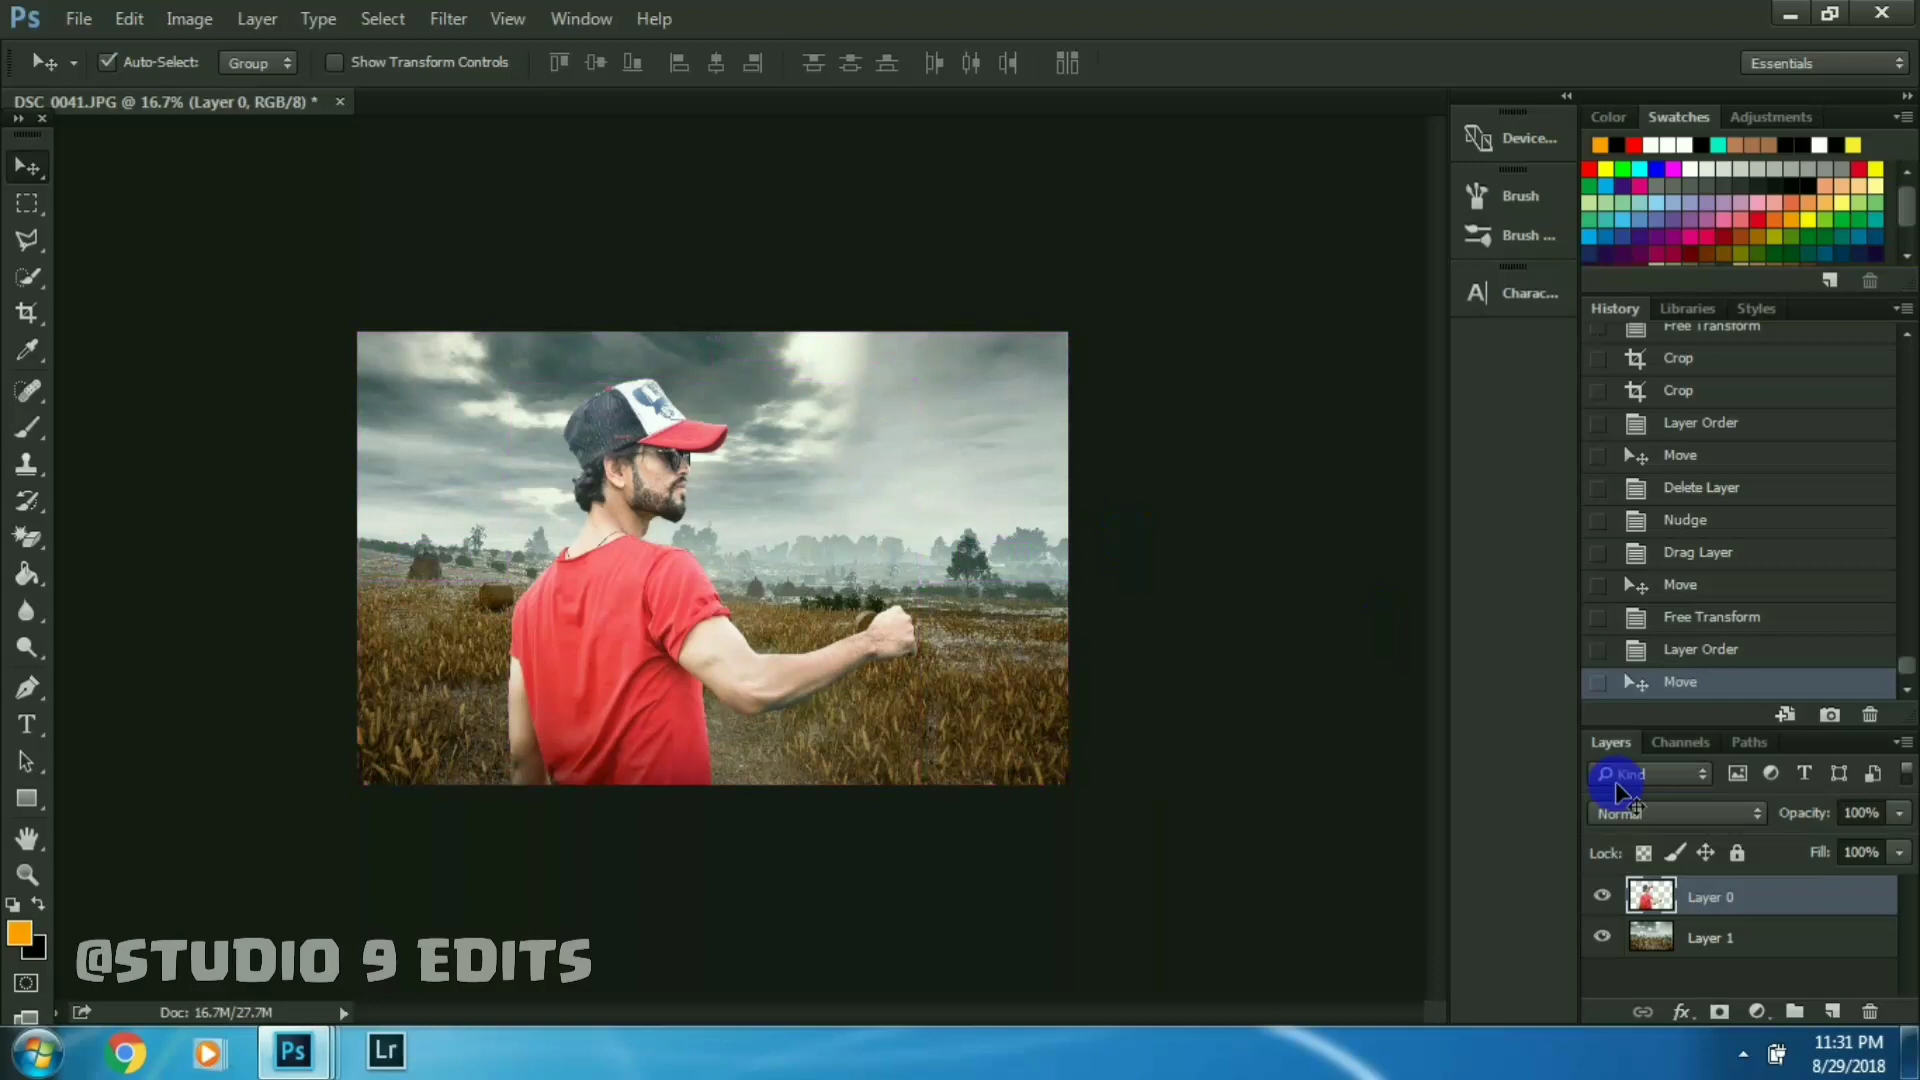 Ps File Edit Image Layer Type Select Filter View Window Help
Auto-Select: Group Show Transform Controls Essentials
DSC_0041.JPG @ 16.7% (Layer 0, RGB/8) * ×
Device...
Brush
Brush ...
A| Charac...
Color Swatches Adjustments
History Libraries Styles
Free Transform
Crop
Crop
Layer Order
Move
Delete Layer
Nudge
Drag Layer
Move
Free Transform
Layer Order
Move
Layers Channels Paths
Kind
Normal Opacity: 100%
Lock: Fill: 100%
Layer 0
Layer 1
@STUDIO 9 EDITS
Doc: 16.7M/27.7M
fx
Ps Lr
11:31 PM
8/29/2018